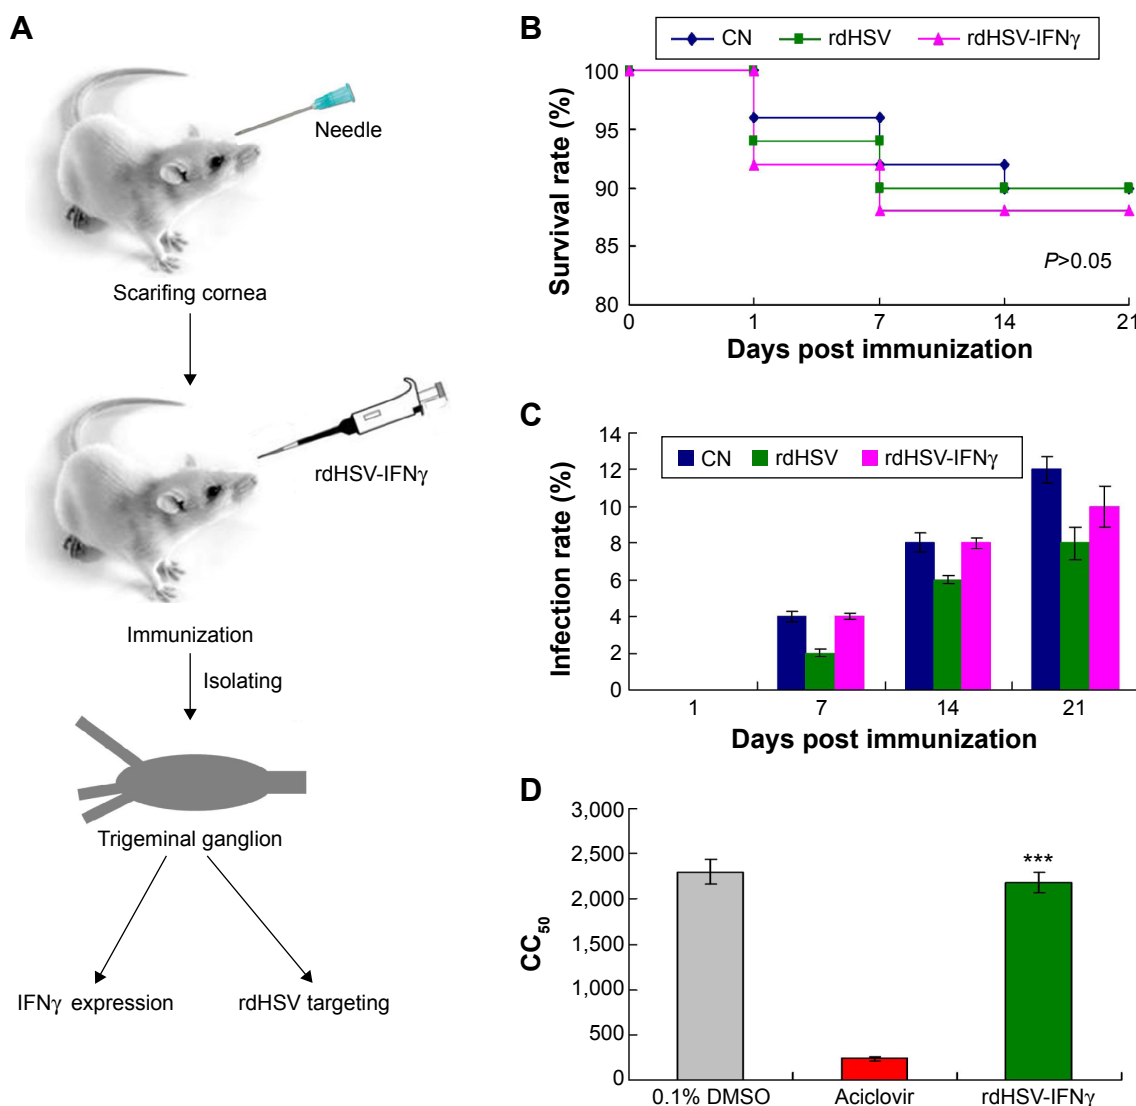 A
Needle
Scarifing cornea
rdHSV-IFNγ
Immunization
Isolating
Trigeminal ganglion
IFNγ expression
rdHSV targeting
B
CN rdHSV rdHSV-IFNγ
Survival rate (%)
100
95
90
85
80
P>0.05
0 1 7 14 21
Days post immunization
C
CN rdHSV rdHSV-IFNγ
Infection rate (%)
14
12
10
8
6
4
2
0
1 7 14 21
Days post immunization
D
CC50
3,000
2,500
2,000
1,500
1,000
500
0
***
0.1% DMSO Aciclovir rdHSV-IFNγ